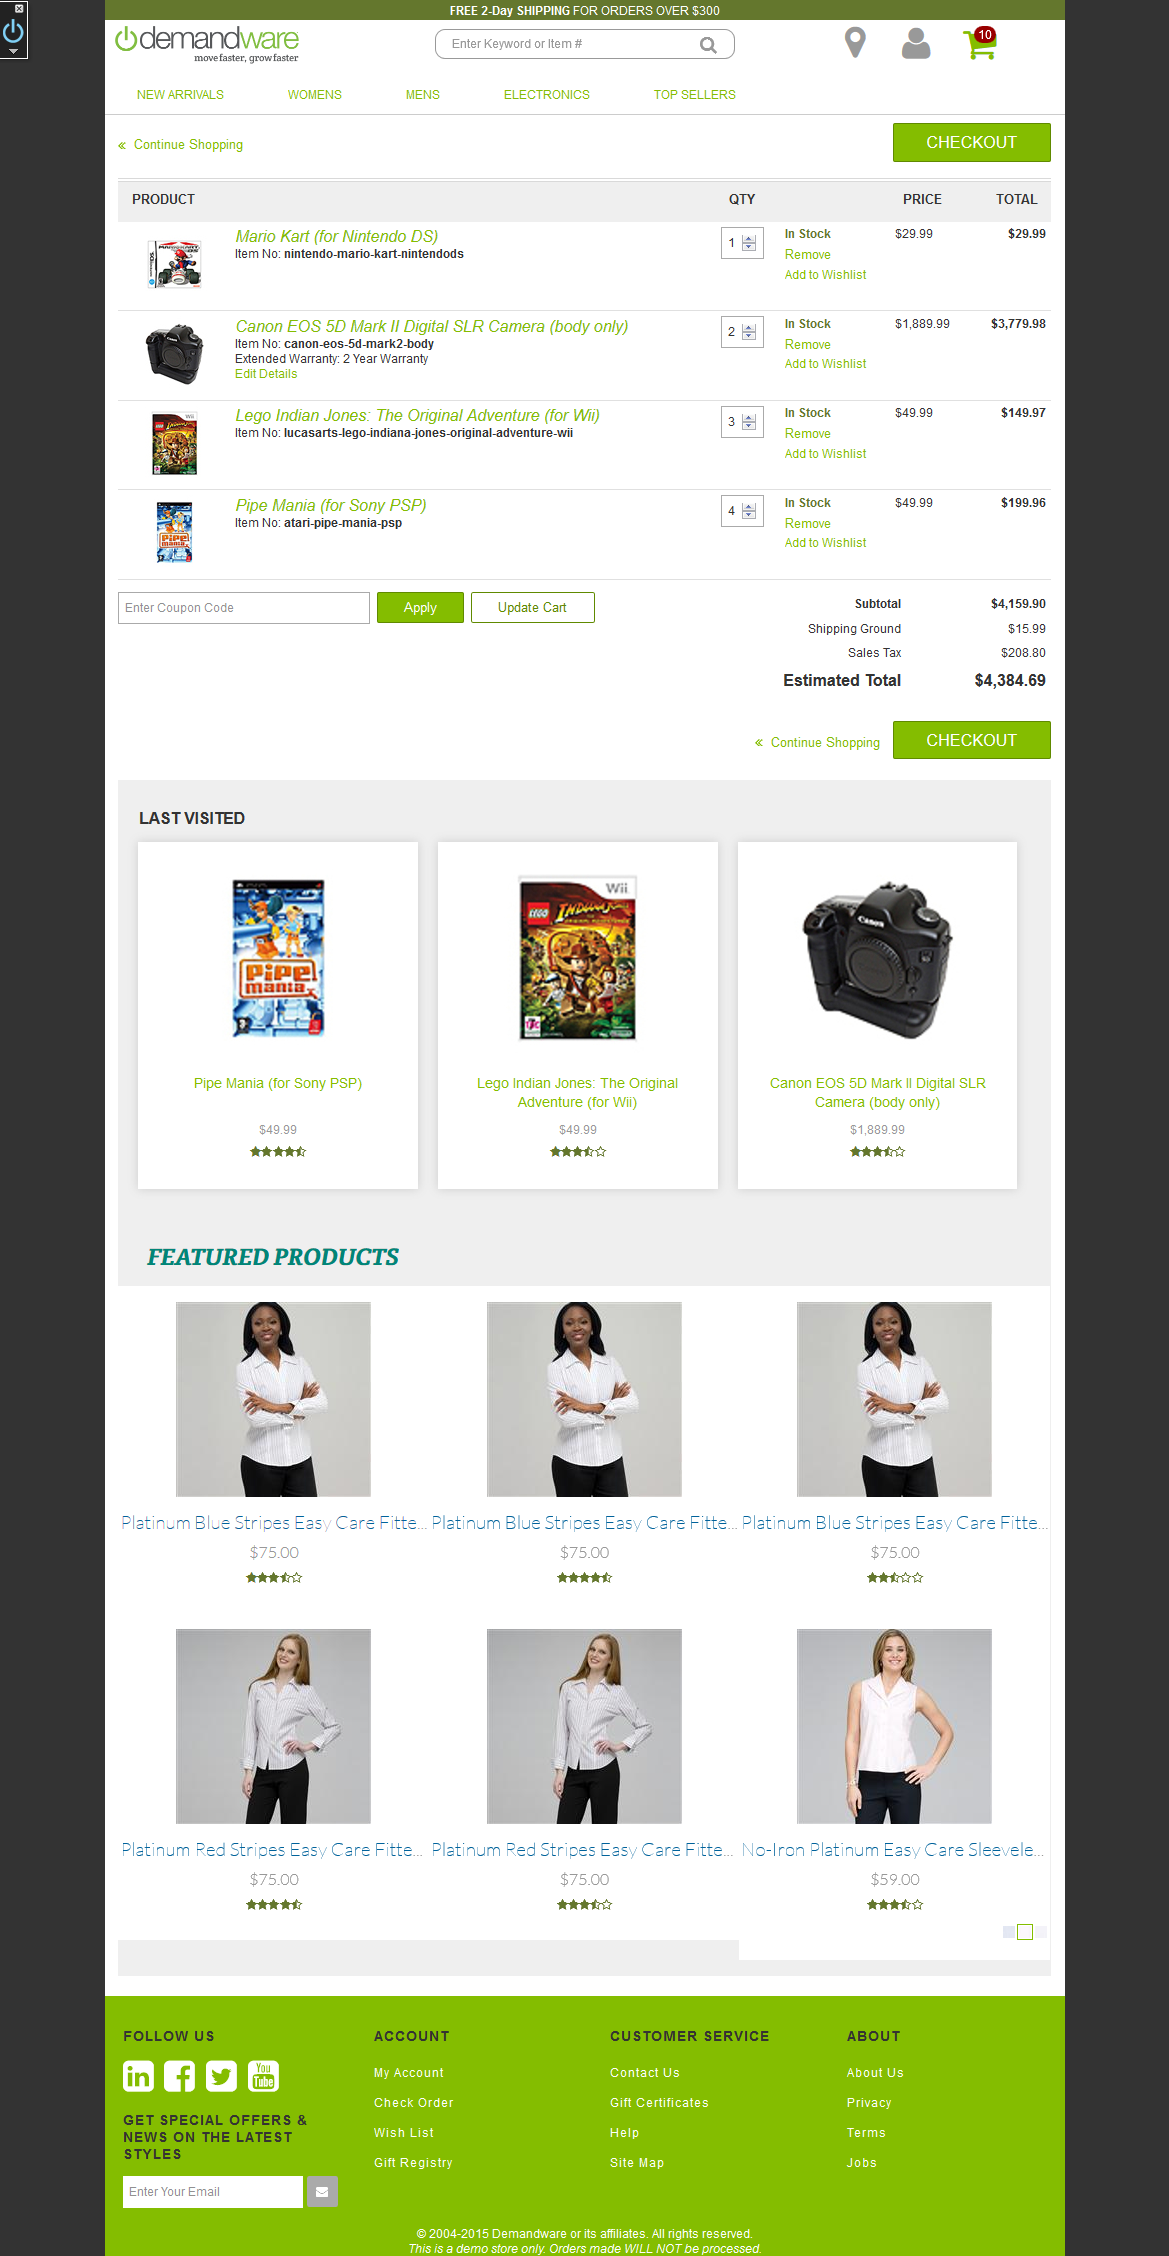 FREE 2-Day SHIPPING FOR ORDERS OVER $300
demandware
move faster, grow faster
Enter Keyword or Item #
10
NEW ARRIVALS WOMENS MENS ELECTRONICS TOP SELLERS
« Continue Shopping
CHECKOUT
PRODUCT QTY PRICE TOTAL
Mario Kart (for Nintendo DS)
Item No: nintendo-mario-kart-nintendods
1
In Stock
Remove
Add to Wishlist
$29.99 $29.99
Canon EOS 5D Mark II Digital SLR Camera (body only)
Item No: canon-eos-5d-mark2-body
Extended Warranty: 2 Year Warranty
Edit Details
2
In Stock
Remove
Add to Wishlist
$1,889.99 $3,779.98
Lego Indian Jones: The Original Adventure (for Wii)
Item No: lucasarts-lego-indiana-jones-original-adventure-wii
3
In Stock
Remove
Add to Wishlist
$49.99 $149.97
Pipe Mania (for Sony PSP)
Item No: atari-pipe-mania-psp
4
In Stock
Remove
Add to Wishlist
$49.99 $199.96
Enter Coupon Code
Apply
Update Cart
Subtotal $4,159.90
Shipping Ground $15.99
Sales Tax $208.80
Estimated Total $4,384.69
« Continue Shopping
CHECKOUT
LAST VISITED
PIPE mania
Wii
LEGO
Canon
Pipe Mania (for Sony PSP)
$49.99
Lego Indian Jones: The Original
Adventure (for Wii)
$49.99
Canon EOS 5D Mark II Digital SLR
Camera (body only)
$1,889.99
FEATURED PRODUCTS
Platinum Blue Stripes Easy Care Fitte...
$75.00
Platinum Blue Stripes Easy Care Fitte...
$75.00
Platinum Blue Stripes Easy Care Fitte...
$75.00
Platinum Red Stripes Easy Care Fitte...
$75.00
Platinum Red Stripes Easy Care Fitte...
$75.00
No-Iron Platinum Easy Care Sleevele...
$59.00
FOLLOW US
in
You
Tube
GET SPECIAL OFFERS &
NEWS ON THE LATEST
STYLES
Enter Your Email
ACCOUNT
My Account
Check Order
Wish List
Gift Registry
CUSTOMER SERVICE
Contact Us
Gift Certificates
Help
Site Map
ABOUT
About Us
Privacy
Terms
Jobs
© 2004-2015 Demandware or its affiliates. All rights reserved.
This is a demo store only. Orders made WILL NOT be processed.